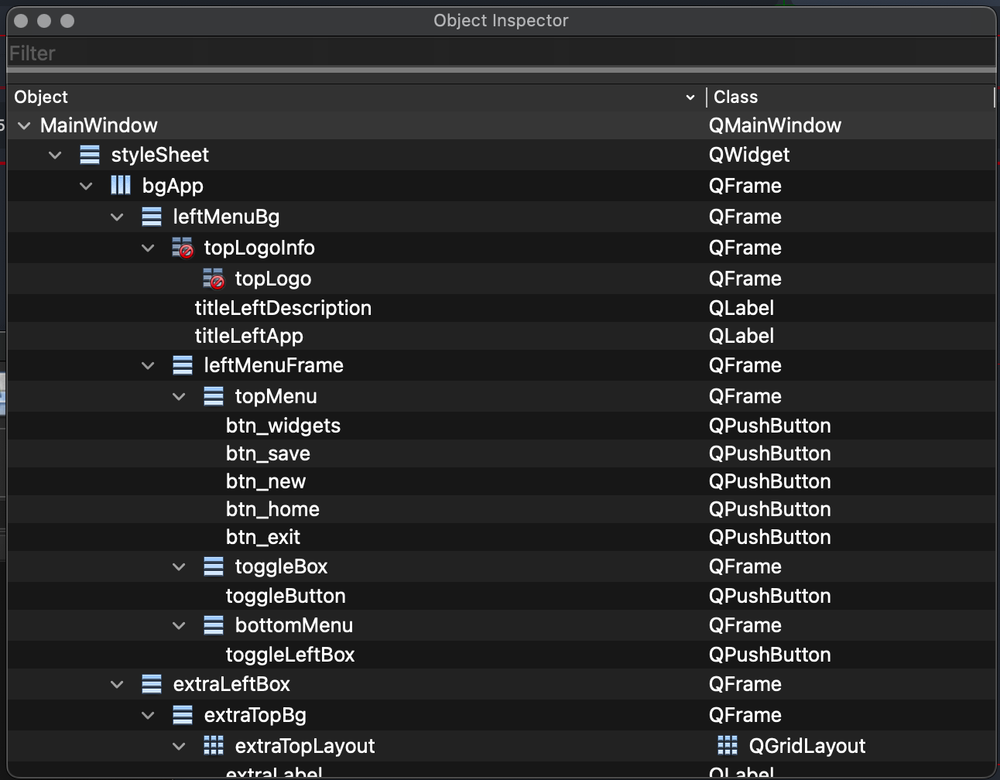 Object Inspector
Filter
Object Class
MainWindow QMainWindow
styleSheet QWidget
bgApp QFrame
leftMenuBg QFrame
topLogoInfo QFrame
topLogo QFrame
titleLeftDescription QLabel
titleLeftApp QLabel
leftMenuFrame QFrame
topMenu QFrame
btn_widgets QPushButton
btn_save QPushButton
btn_new QPushButton
btn_home QPushButton
btn_exit QPushButton
toggleBox QFrame
toggleButton QPushButton
bottomMenu QFrame
toggleLeftBox QPushButton
extraLeftBox QFrame
extraTopBg QFrame
extraTopLayout QGridLayout
extraLabel QLabel